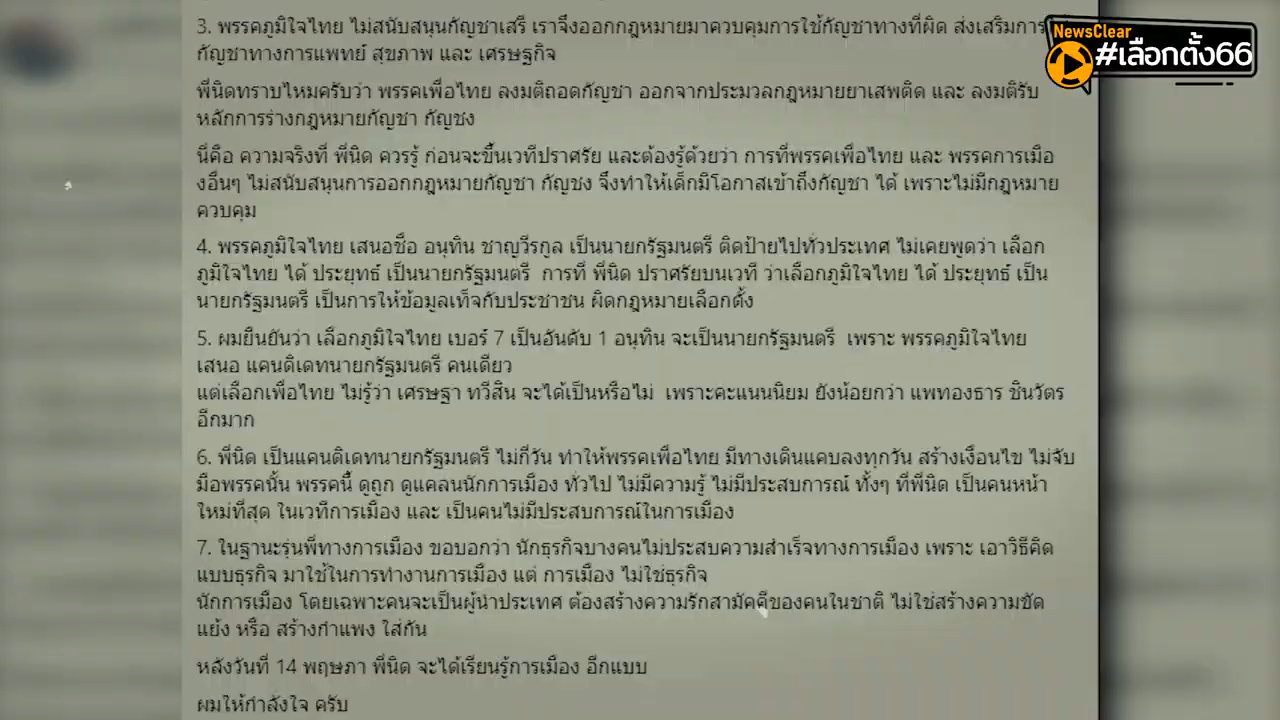 3. พรรคภูมิใจไทย ไม่สนับสนุนกัญชาเสรี เราจึงออกกฎหมายมาควบคุมการใช้กัญชาทางที่ผิด ส่งเสริมการ
กัญชาทางการแพทย์ สุขภาพ และ เศรษฐกิจ
พี่นิดทราบไหมครับว่า พรรคเพื่อไทย ลงมติถอดกัญชา ออกจากประมวลกฎหมายยาเสพติด และ ลงมติรับ
หลักการร่างกฎหมายกัญชา กัญชง
นี่คือ ความจริงที่ พี่นิด ควรรู้ ก่อนจะขึ้นเวทีปราศรัย และต้องรู้ด้วยว่า การที่พรรคเพื่อไทย และ พรรคการเมือ
งอื่นๆ ไม่สนับสนุนการออกกฎหมายกัญชา กัญชง จึงทำให้เด็กมีโอกาสเข้าถึงกัญชา ได้ เพราะไม่มีกฎหมาย
ควบคุม
4. พรรคภูมิใจไทย เสนอชื่อ อนุทิน ชาญวีรกูล เป็นนายกรัฐมนตรี ติดป้ายไปทั่วประเทศ ไม่เคยพูดว่า เลือก
ภูมิใจไทย ได้ ประยุทธ์ เป็นนายกรัฐมนตรี การที่ พี่นิด ปราศรัยบนเวที ว่าเลือกภูมิใจไทย ได้ ประยุทธ์ เป็น
นายกรัฐมนตรี เป็นการให้ข้อมูลเท็จกับประชาชน ผิดกฎหมายเลือกตั้ง
5. ผมยืนยันว่า เลือกภูมิใจไทย เบอร์ 7 เป็นอันดับ 1 อนุทิน จะเป็นนายกรัฐมนตรี เพราะ พรรคภูมิใจไทย
เสนอ แคนดิเดทนายกรัฐมนตรี คนเดียว
แต่เลือกเพื่อไทย ไม่รู้ว่า เศรษฐา ทวีสิน จะได้เป็นหรือไม่ เพราะคะแนนนิยม ยังน้อยกว่า แพทองธาร ชินวัตร
อีกมาก
6. พี่นิด เป็นแคนดิเดทนายกรัฐมนตรี ไม่กี่วัน ทำให้พรรคเพื่อไทย มีทางเดินแคบลงทุกวัน สร้างเงื่อนไข ไม่จับ
มือพรรคนั้น พรรคนี้ ดูถูก ดูแคลนนักการเมือง ทั่วไป ไม่มีความรู้ ไม่มีประสบการณ์ ทั้งๆ ที่พี่นิด เป็นคนหน้า
ใหม่ที่สุด ในเวทีการเมือง และ เป็นคนไม่มีประสบการณ์ในการเมือง
7. ในฐานะรุ่นพี่ทางการเมือง ขอบอกว่า นักธุรกิจบางคนไม่ประสบความสำเร็จทางการเมือง เพราะ เอาวิธีคิด
แบบธุรกิจ มาใช้ในการทำงานการเมือง แต่ การเมือง ไม่ใช่ธุรกิจ
นักการเมือง โดยเฉพาะคนจะเป็นผู้นำประเทศ ต้องสร้างความรักสามัคคีของคนในชาติ ไม่ใช่สร้างความขัด
แย้ง หรือ สร้างกำแพง ใส่กัน
หลังวันที่ 14 พฤษภา พี่นิด จะได้เรียนรู้การเมือง อีกแบบ
ผมให้กำลังใจ ครับ
NewsClear
#เลือกตั้ง66